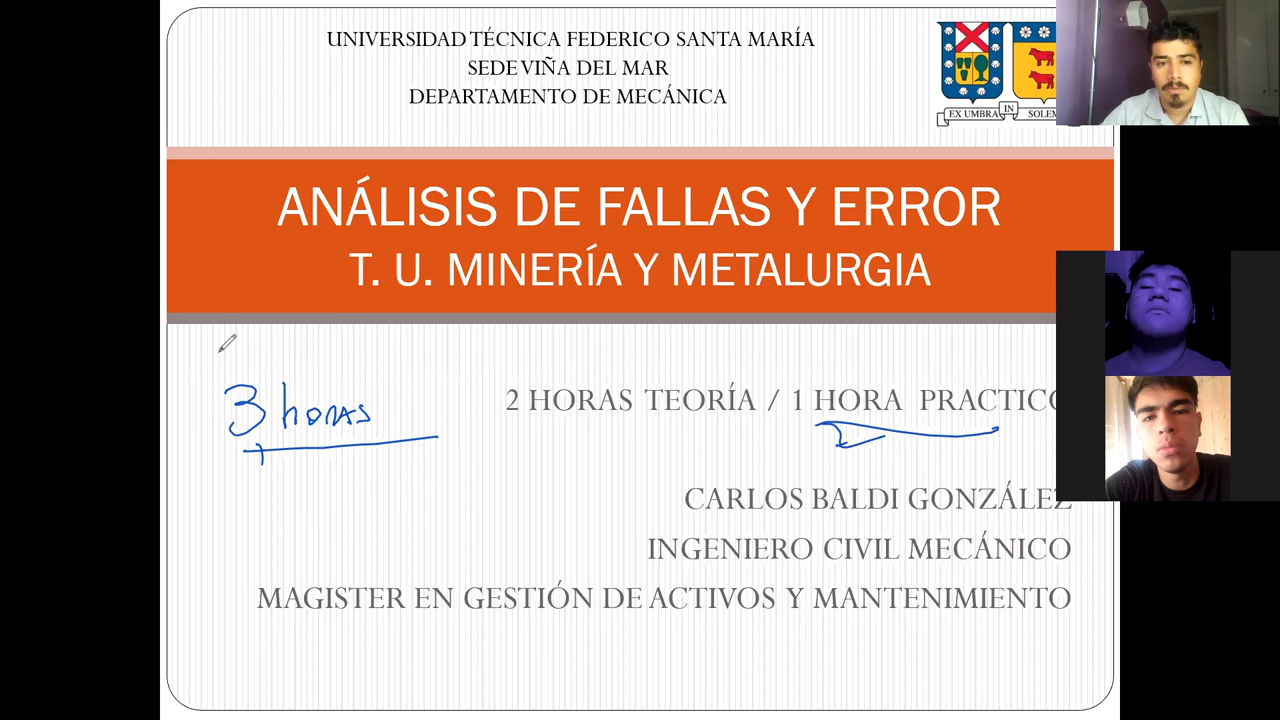 UNIVERSIDAD TÉCNICA FEDERICO SANTA MARÍA
SEDE VIÑA DEL MAR
DEPARTAMENTO DE MECÁNICA
EX UMBRA IN SOLEM
ANÁLISIS DE FALLAS Y ERROR
T. U. MINERÍA Y METALURGIA
3 horas
2 HORAS TEORÍA / 1 HORA PRACTICO
CARLOS BALDI GONZÁLEZ
INGENIERO CIVIL MECÁNICO
MAGISTER EN GESTIÓN DE ACTIVOS Y MANTENIMIENTO